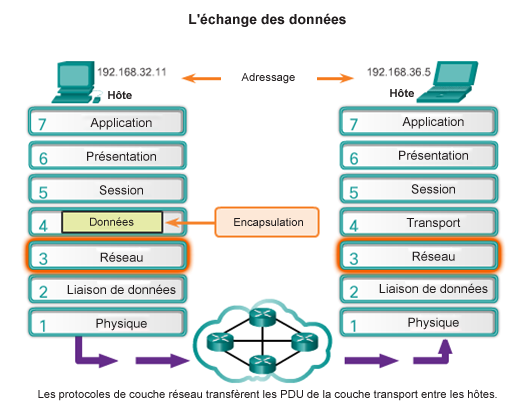 L'échange des données
192.168.32.11
Adressage
192.168.36.5
Hôte
Hôte
7 Application
7 Application
6 Présentation
6 Présentation
5 Session
5 Session
4 Données
Encapsulation
4 Transport
3 Réseau
3 Réseau
2 Liaison de données
2 Liaison de données
1 Physique
1 Physique
Les protocoles de couche réseau transfèrent les PDU de la couche transport entre les hôtes.